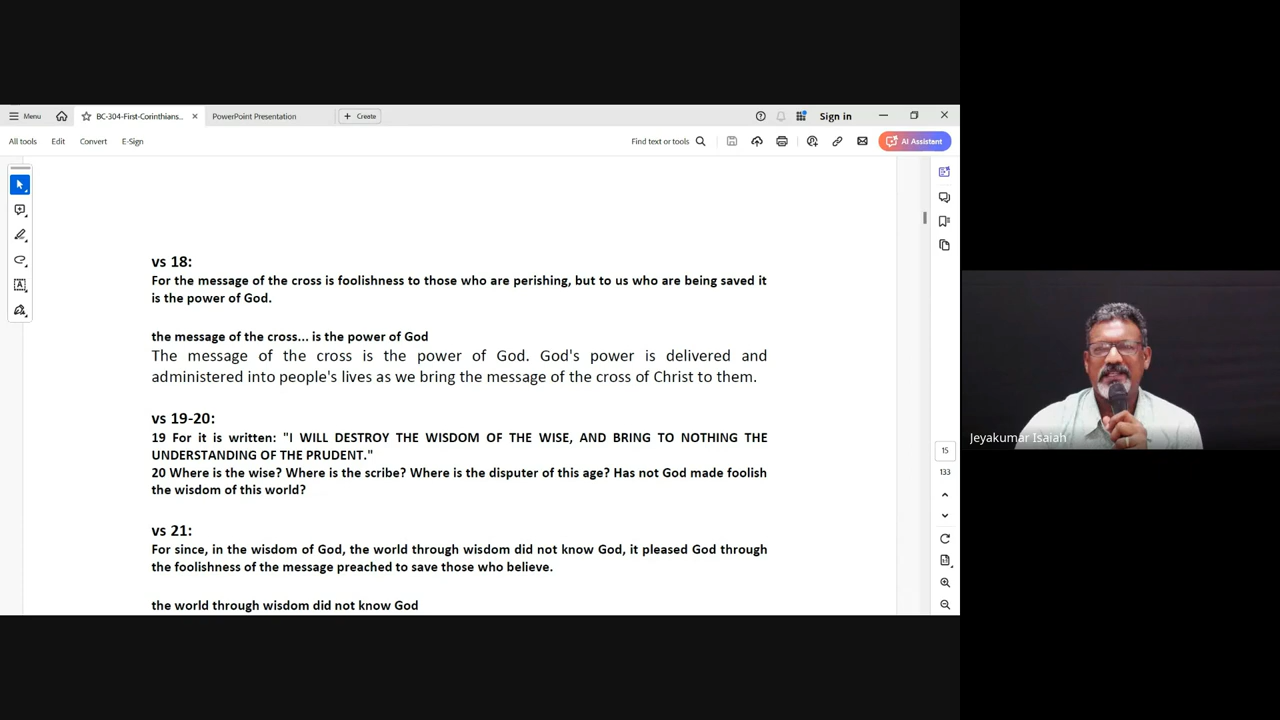 Menu
BC-304-First-Corinthians...
PowerPoint Presentation
Create
Sign in
All tools
Edit
Convert
E-Sign
Find text or tools
AI Assistant
vs 18:
For the message of the cross is foolishness to those who are perishing, but to us who are being saved it
is the power of God.
the message of the cross... is the power of God
The message of the cross is the power of God. God's power is delivered and
administered into people's lives as we bring the message of the cross of Christ to them.
vs 19-20:
19 For it is written: "I WILL DESTROY THE WISDOM OF THE WISE, AND BRING TO NOTHING THE
UNDERSTANDING OF THE PRUDENT."
20 Where is the wise? Where is the scribe? Where is the disputer of this age? Has not God made foolish
the wisdom of this world?
vs 21:
For since, in the wisdom of God, the world through wisdom did not know God, it pleased God through
the foolishness of the message preached to save those who believe.
the world through wisdom did not know God
15
133
Jeyakumar Isaiah